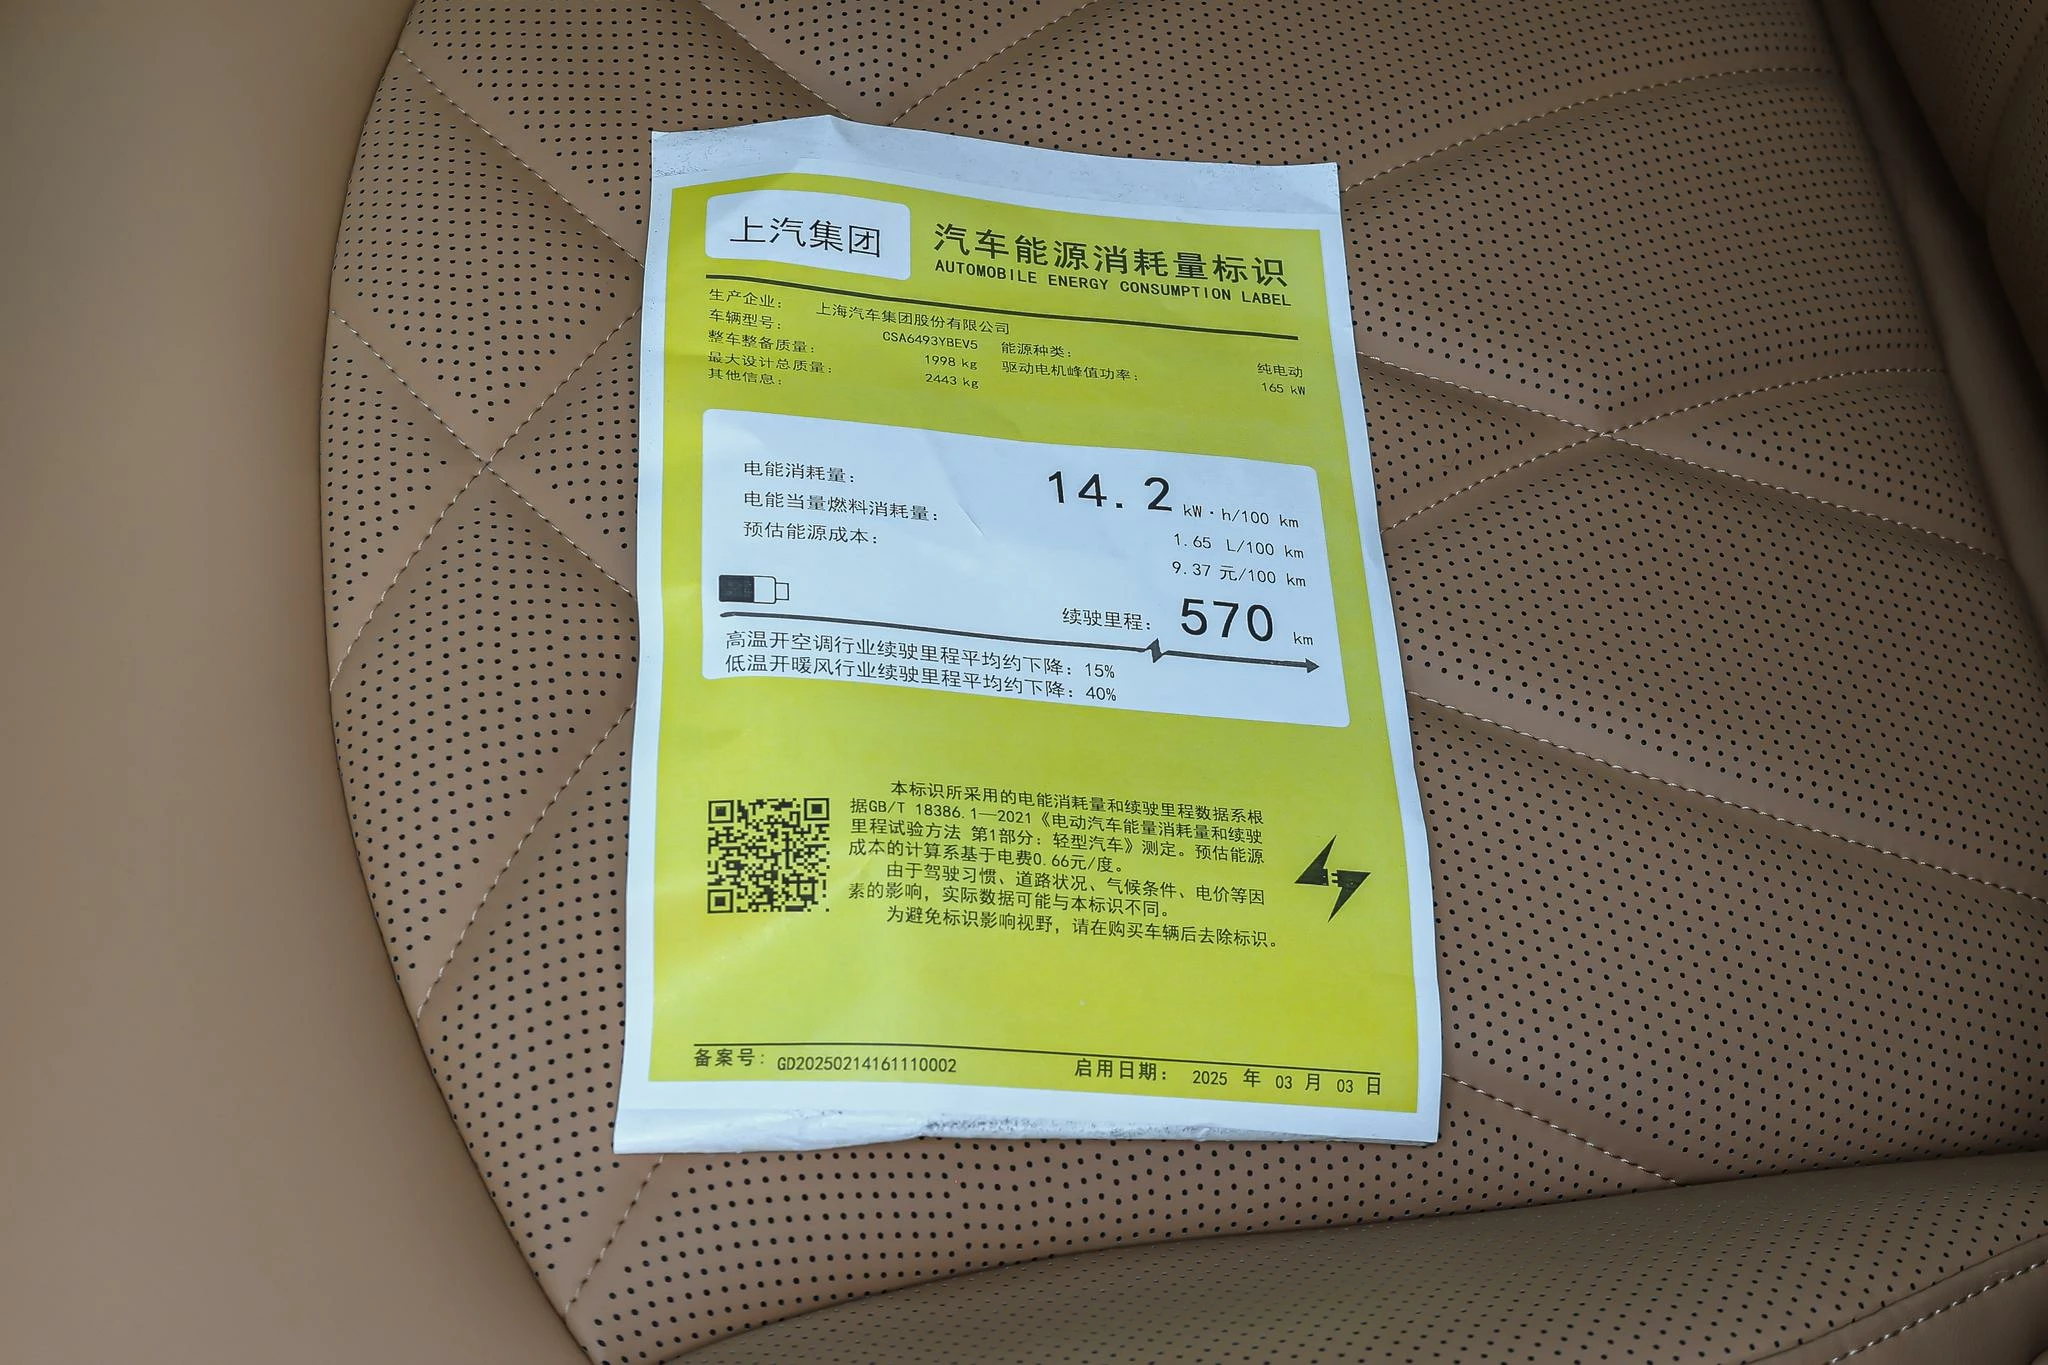 上汽集团
汽车能源消耗量标识
AUTOMOBILE ENERGY CONSUMPTION LABEL
生产企业： 上海汽车集团股份有限公司
车辆型号： CSA6493YBEV5 能源种类： 纯电动
整车整备质量： 1998 kg 驱动电机峰值功率： 165 kW
最大设计总质量： 2443 kg
其他信息：
电能消耗量： 14.2 kW·h/100 km
电能当量燃料消耗量： 1.65 L/100 km
预估能源成本： 9.37 元/100 km
续驶里程： 570 km
高温开空调行业续驶里程平均约下降：15%
低温开暖风行业续驶里程平均约下降：40%
本标识所采用的电能消耗量和续驶里程数据系根
据GB/T 18386.1—2021《电动汽车能量消耗量和续驶
里程试验方法 第1部分：轻型汽车》测定。预估能源
成本的计算系基于电费0.66元/度。
由于驾驶习惯、道路状况、气候条件、电价等因
素的影响，实际数据可能与本标识不同。
为避免标识影响视野，请在购买车辆后去除标识。
备案号：GD20250214161110002 启用日期： 2025 年 03 月 03 日